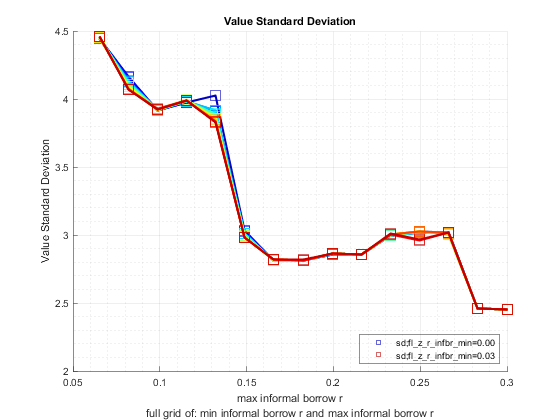 Value Standard Deviation
4.5
4
3.5
3
2.5
2
Value Standard Deviation
sd;fl_z_r_infbr_min=0.00
sd;fl_z_r_infbr_min=0.03
0.05
0.1
0.15
0.2
0.25
0.3
max informal borrow r
full grid of: min informal borrow r and max informal borrow r